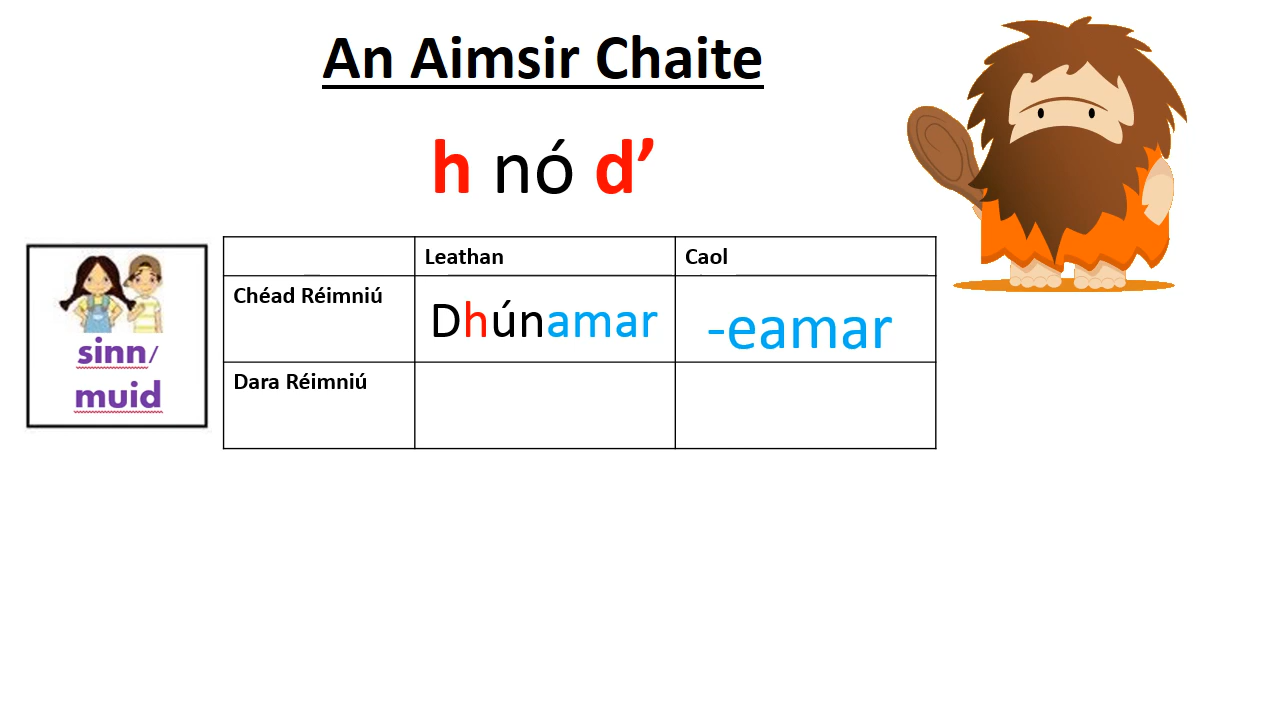 An Aimsir Chaite
h nó d’
sinn/
muid
Leathan Caol
Chéad Réimniú Dhúnamar -eamar
Dara Réimniú